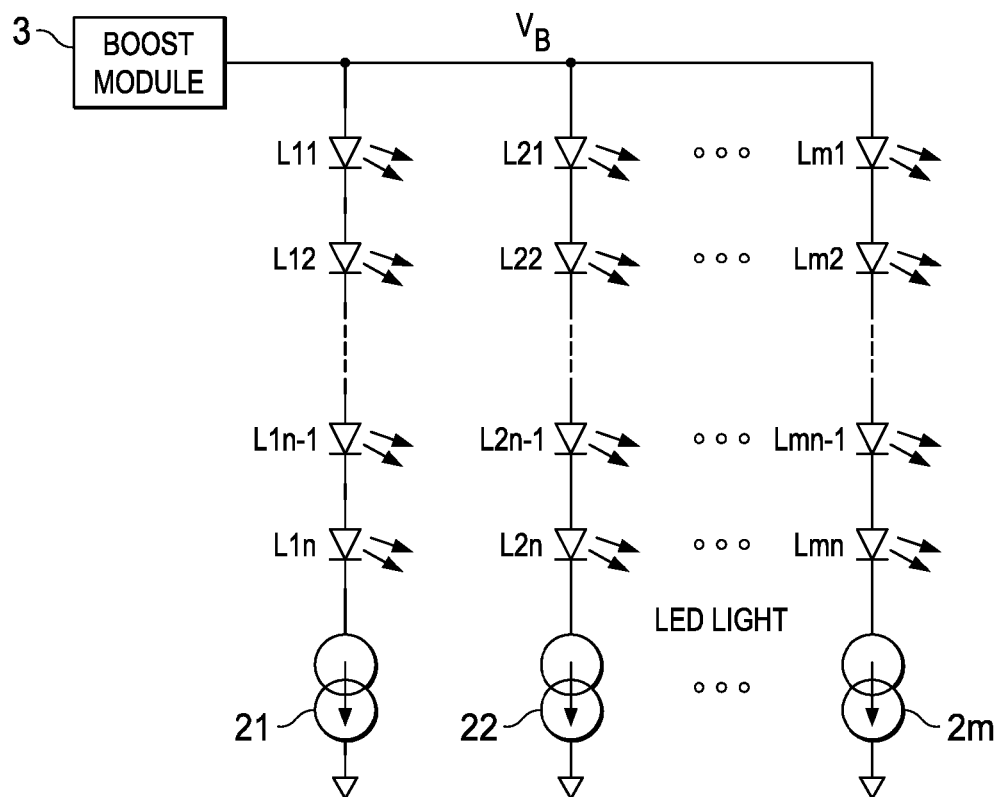 3
BOOST
MODULE
VB
L11
L21
Lm1
L12
L22
Lm2
L1n-1
L2n-1
Lmn-1
L1n
L2n
Lmn
LED LIGHT
21
22
2m